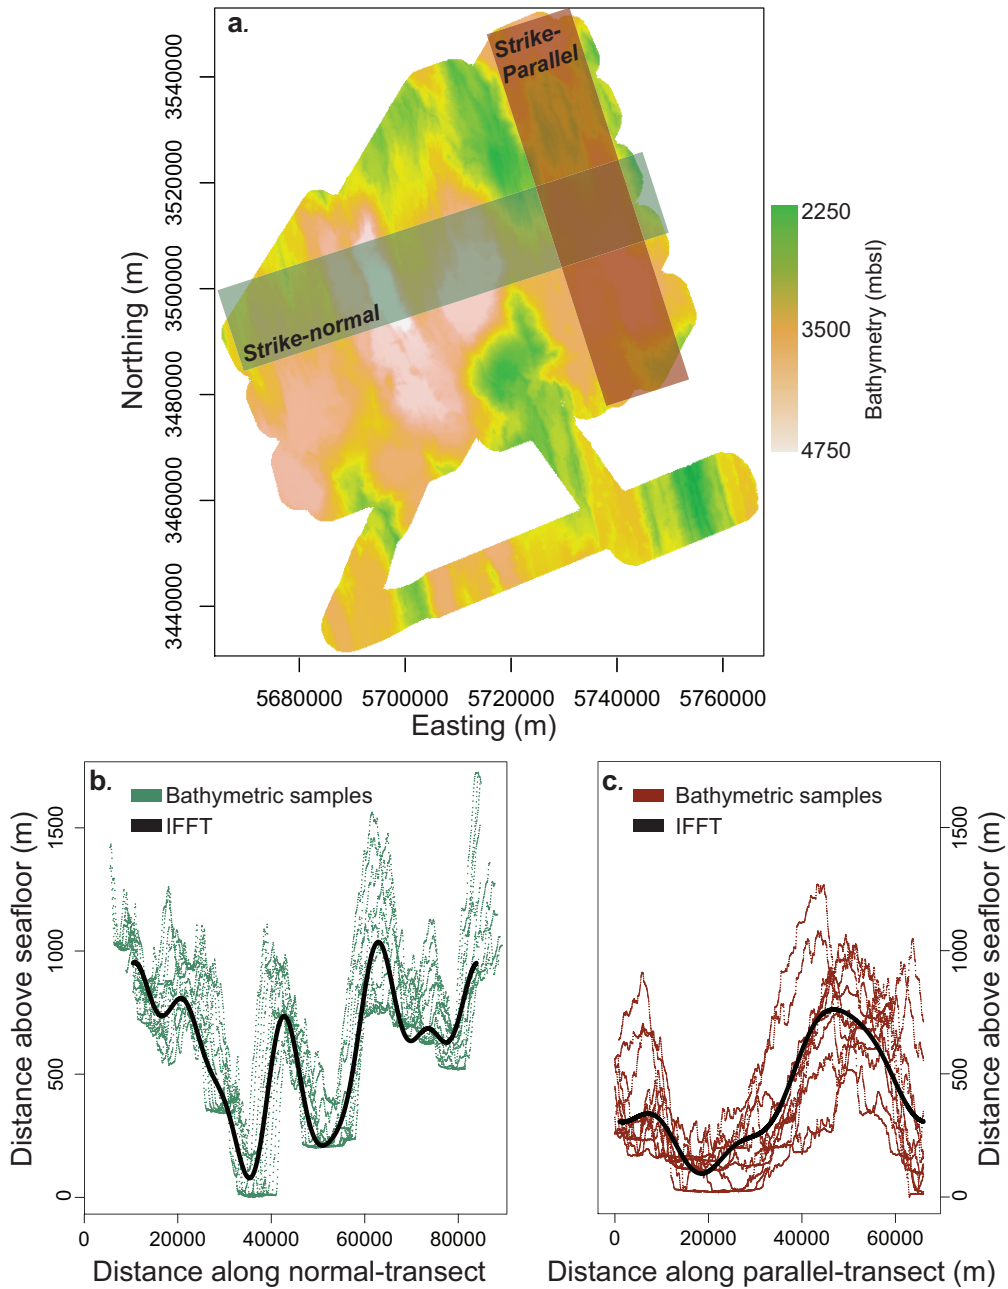 a.
Strike-
Parallel
Strike-normal
Northing (m)
3540000
3520000
3500000
3480000
3460000
3440000
5680000 5700000 5720000 5740000 5760000
Easting (m)
2250
3500
4750
Bathymetry (mbsl)
b.
Bathymetric samples
IFFT
Distance above seafloor (m)
1500
1000
500
0
0 20000 40000 60000 80000
Distance along normal-transect
c.
Bathymetric samples
IFFT
1500
1000
500
0
Distance above seafloor (m)
0 20000 40000 60000
Distance along parallel-transect (m)